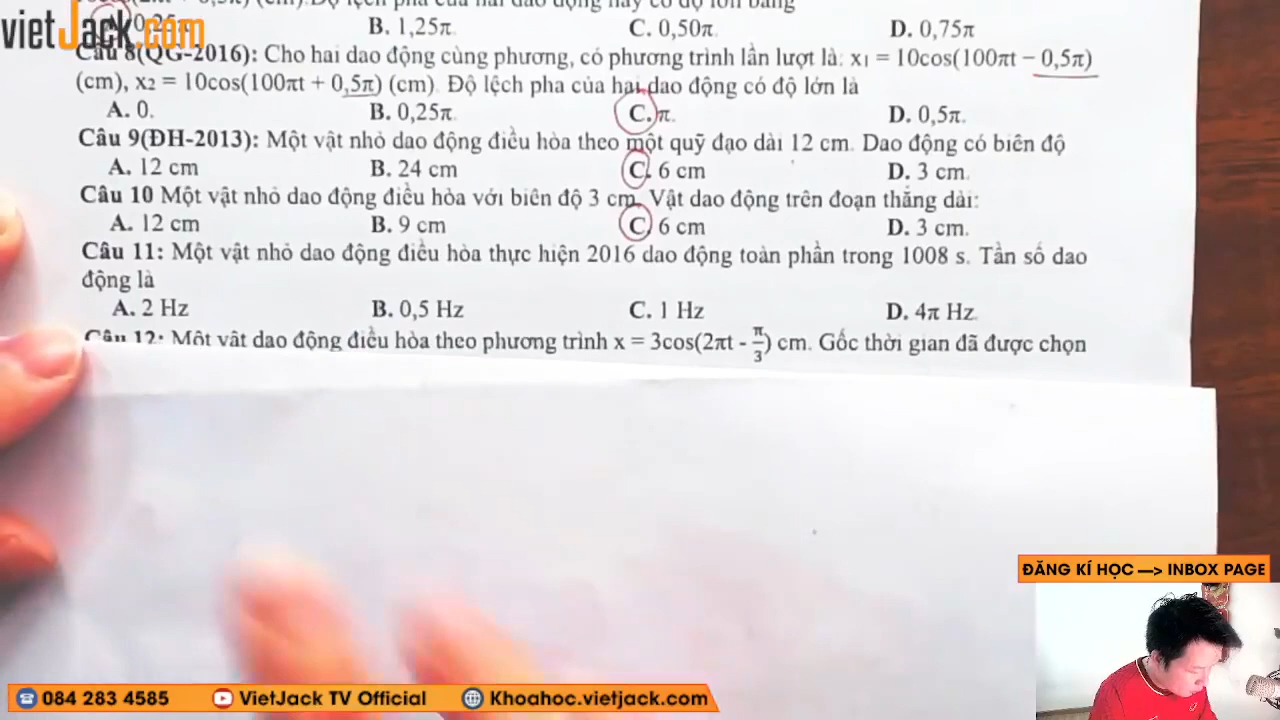 của hai dao động này có độ lớn bằng
vietJack.com
B. 1,25π.
C. 0,50π.
D. 0,75π
Câu 8(QG-2016): Cho hai dao động cùng phương, có phương trình lần lượt là: x₁ = 10cos(100πt − 0,5π)
(cm), x₂ = 10cos(100πt + 0,5π) (cm). Độ lệch pha của hai dao động có độ lớn là
A. 0. B. 0,25π. C. π. D. 0,5π.
Câu 9(ĐH-2013): Một vật nhỏ dao động điều hòa theo một quỹ đạo dài 12 cm. Dao động có biên độ
A. 12 cm B. 24 cm C. 6 cm D. 3 cm.
Câu 10 Một vật nhỏ dao động điều hòa với biên độ 3 cm. Vật dao động trên đoạn thẳng dài:
A. 12 cm B. 9 cm C. 6 cm D. 3 cm.
Câu 11: Một vật nhỏ dao động điều hòa thực hiện 2016 dao động toàn phần trong 1008 s. Tần số dao
động là
A. 2 Hz B. 0,5 Hz C. 1 Hz D. 4π Hz.
Câu 12: Một vật dao động điều hòa theo phương trình x = 3cos(2πt - π/3) cm. Gốc thời gian đã được chọn
ĐĂNG KÍ HỌC —> INBOX PAGE
084 283 4585 VietJack TV Official Khoahoc.vietjack.com